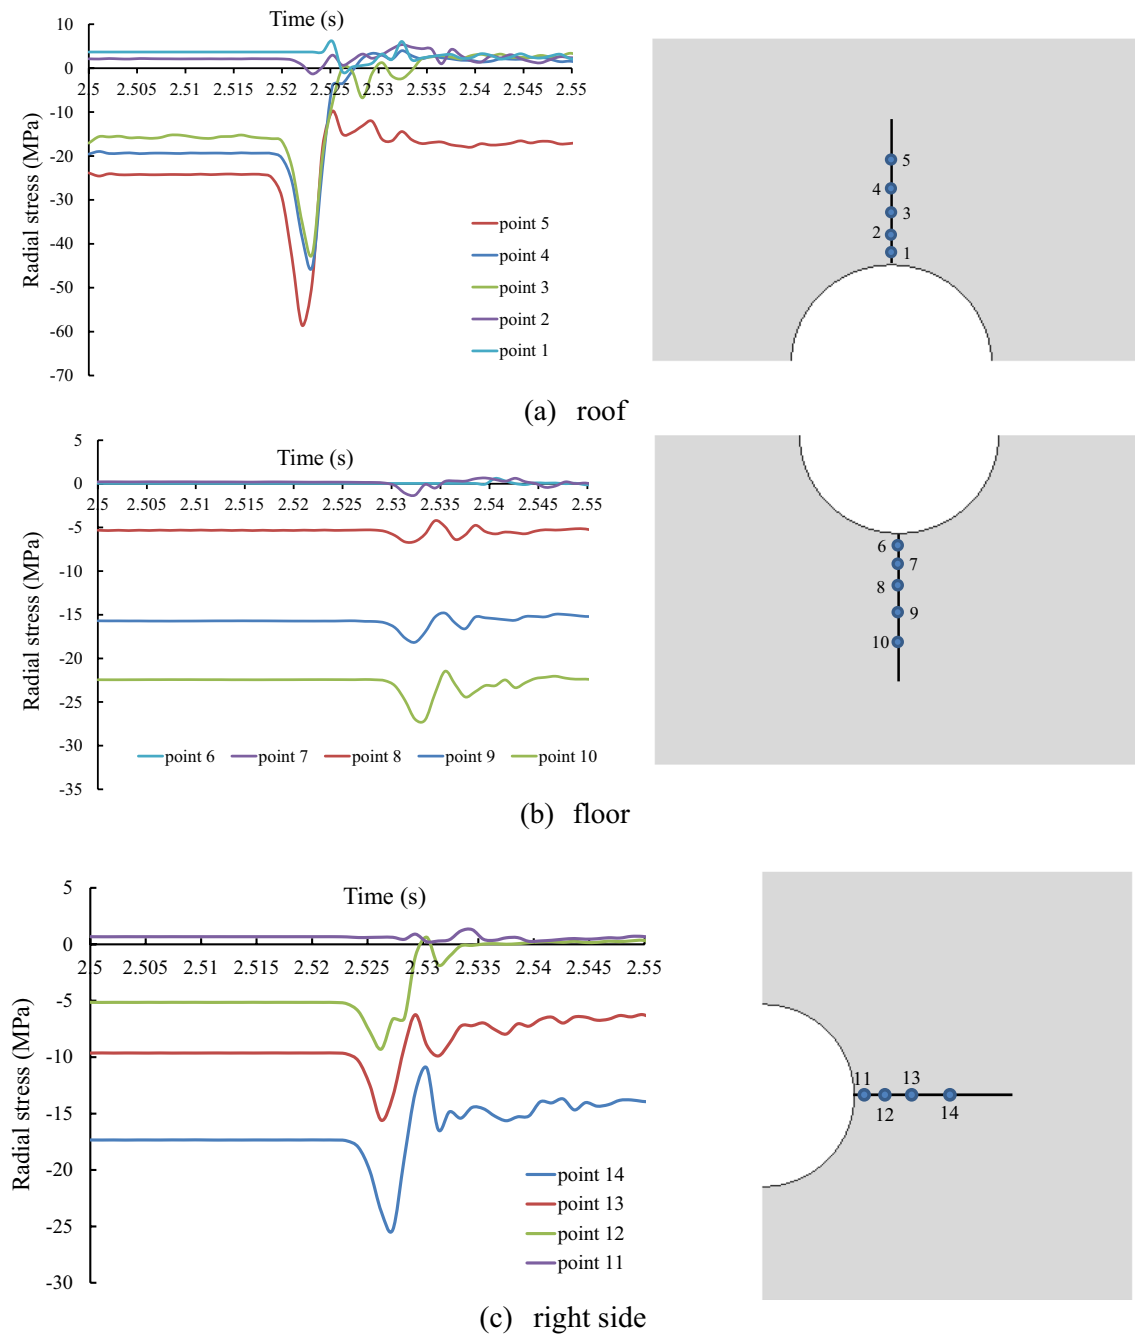 Time (s)
10
0
-10
-20
-30
-40
-50
-60
-70
2.5 2.505 2.51 2.515 2.52 2.525 2.53 2.535 2.54 2.545 2.55
Radial stress (MPa)
point 5
point 4
point 3
point 2
point 1
5
4
3
2
1
(a) roof
Time (s)
5
0
-5
-10
-15
-20
-25
-30
-35
2.5 2.505 2.51 2.515 2.52 2.525 2.53 2.535 2.54 2.545 2.55
Radial stress (MPa)
point 6 point 7 point 8 point 9 point 10
6
7
8
9
10
(b) floor
Time (s)
5
0
-5
-10
-15
-20
-25
-30
2.5 2.505 2.51 2.515 2.52 2.525 2.53 2.535 2.54 2.545 2.55
Radial stress (MPa)
point 14
point 13
point 12
point 11
11 13
12 14
(c) right side